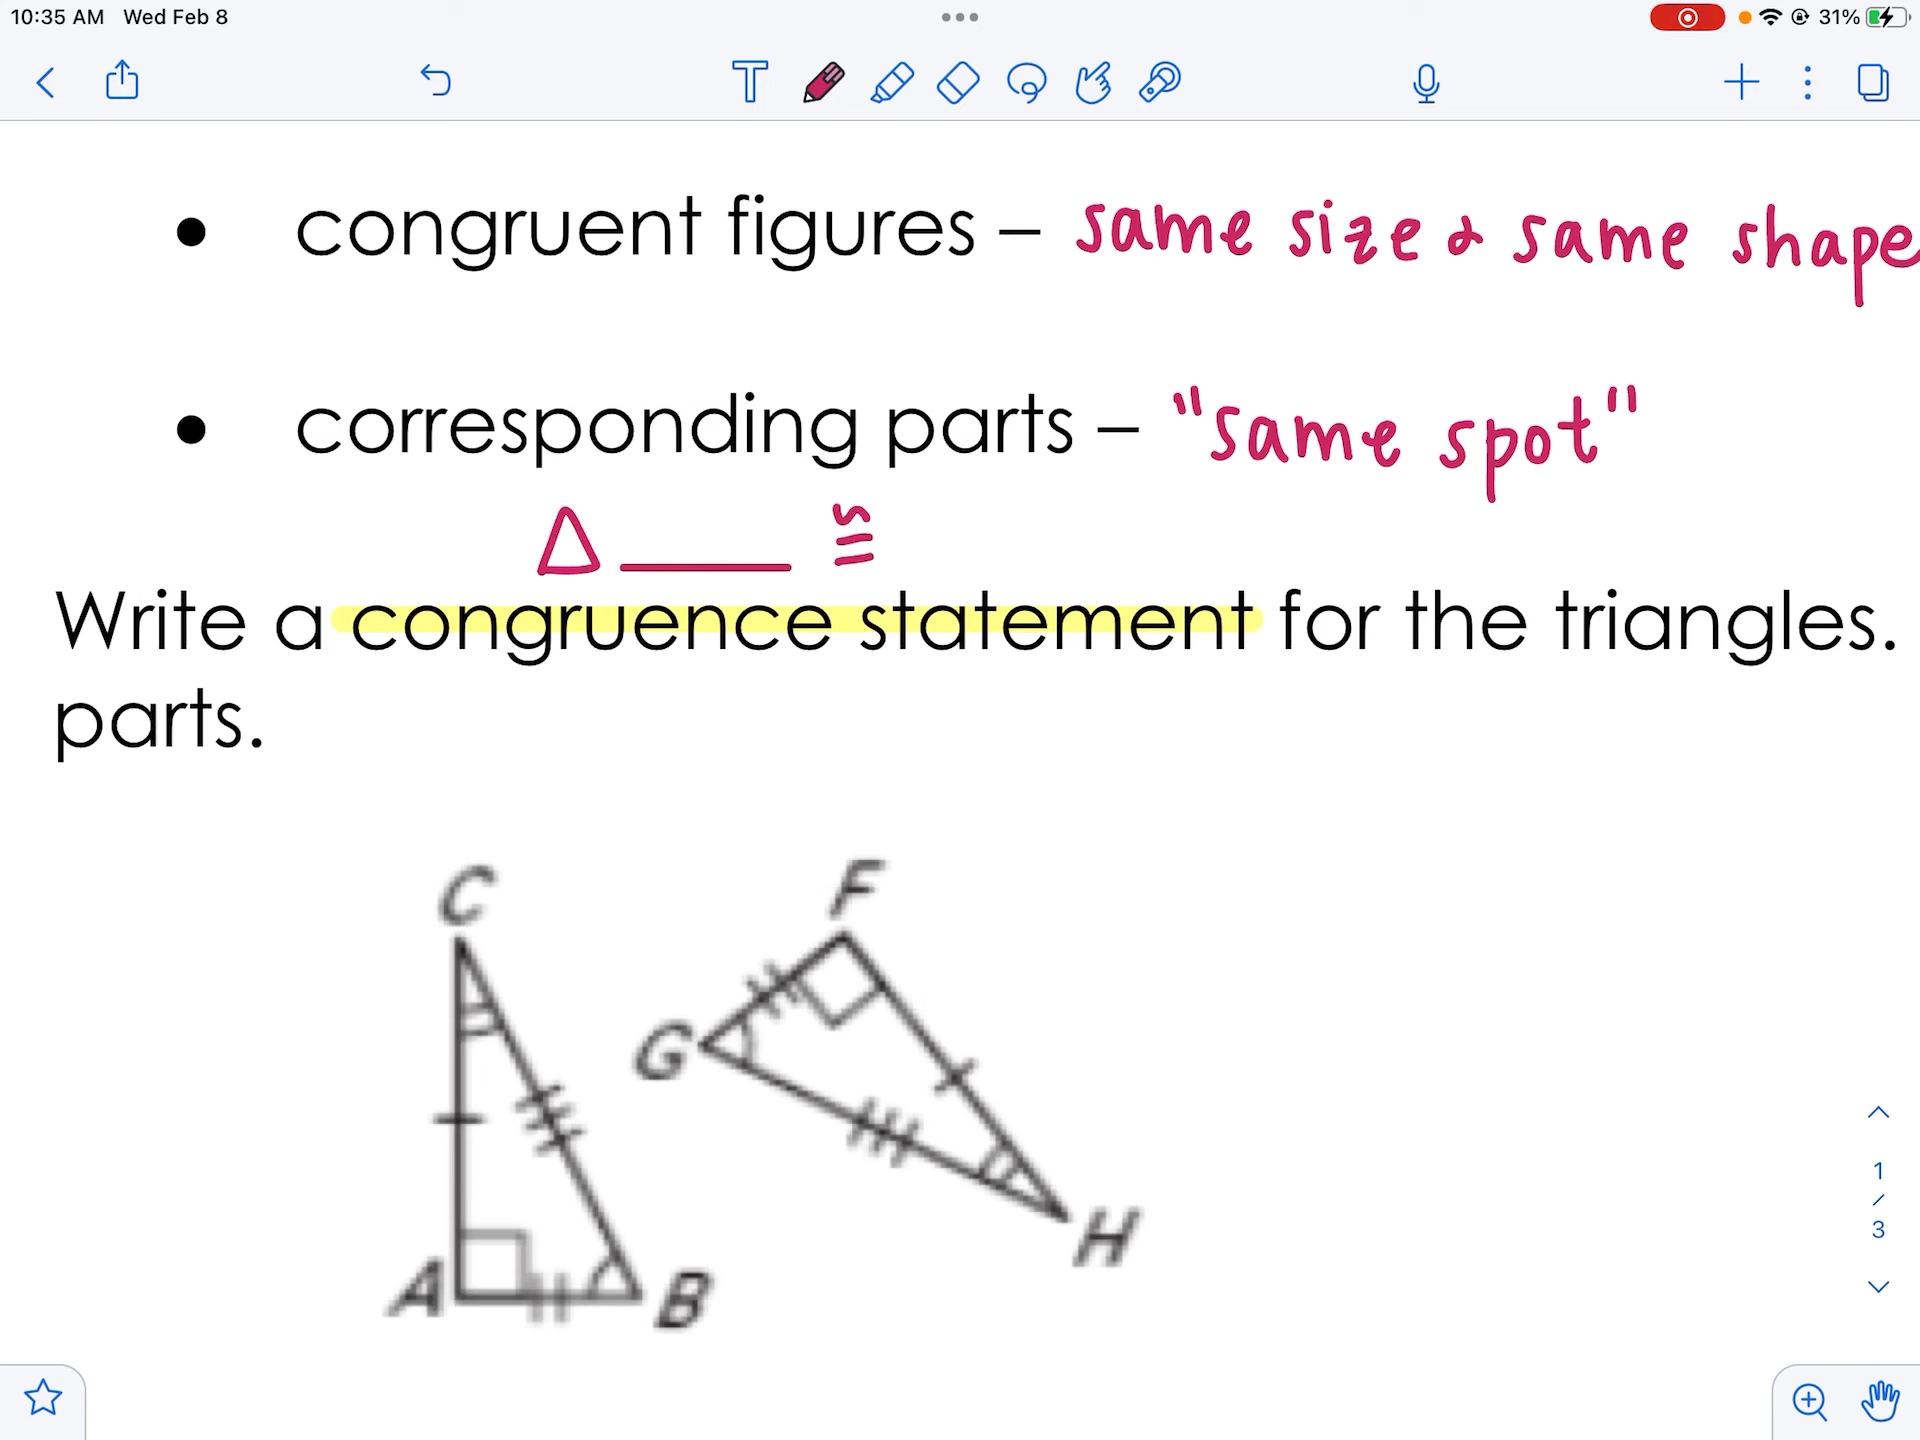 10:35 AM Wed Feb 8
31%
• congruent figures – same size & same shape
• corresponding parts – "same spot"
Δ ____ ≅
Write a congruence statement for the triangles.
parts.
C
F
G
H
A
B
1
/
3